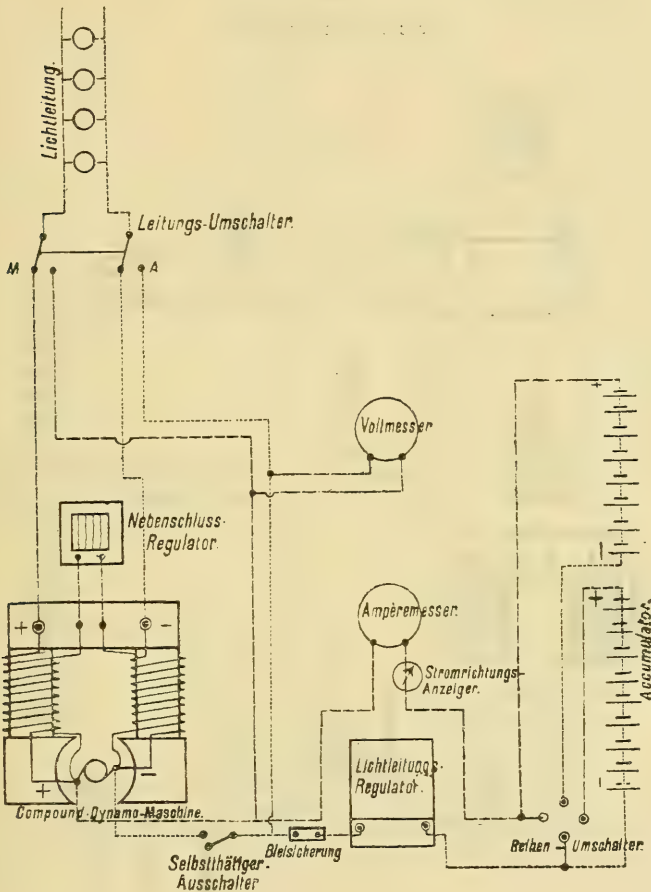 Lichtleitung.
Leitungs-Umschalter.
M
A
Voltmesser
Nebenschluss-
Regulator.
Ampèremesser.
Stromrichtungs-
Anzeiger.
Accumulator.
Lichtleitungs-
Regulator.
Compound-Dynamo-Maschine.
Selbstthätiger-
Ausschalter
Bleisicherung
Reihen-Umschalter.